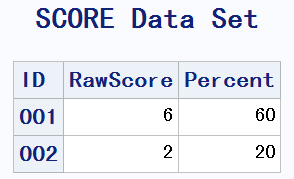 SCORE Data Set
ID RawScore Percent
001 6 60
002 2 20